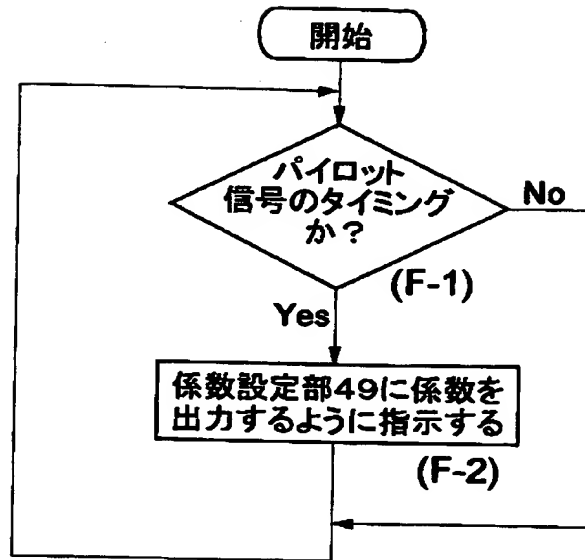 開始
パイロット
信号のタイミング
か？
No
(F-1)
Yes
係数設定部49に係数を
出力するように指示する
(F-2)